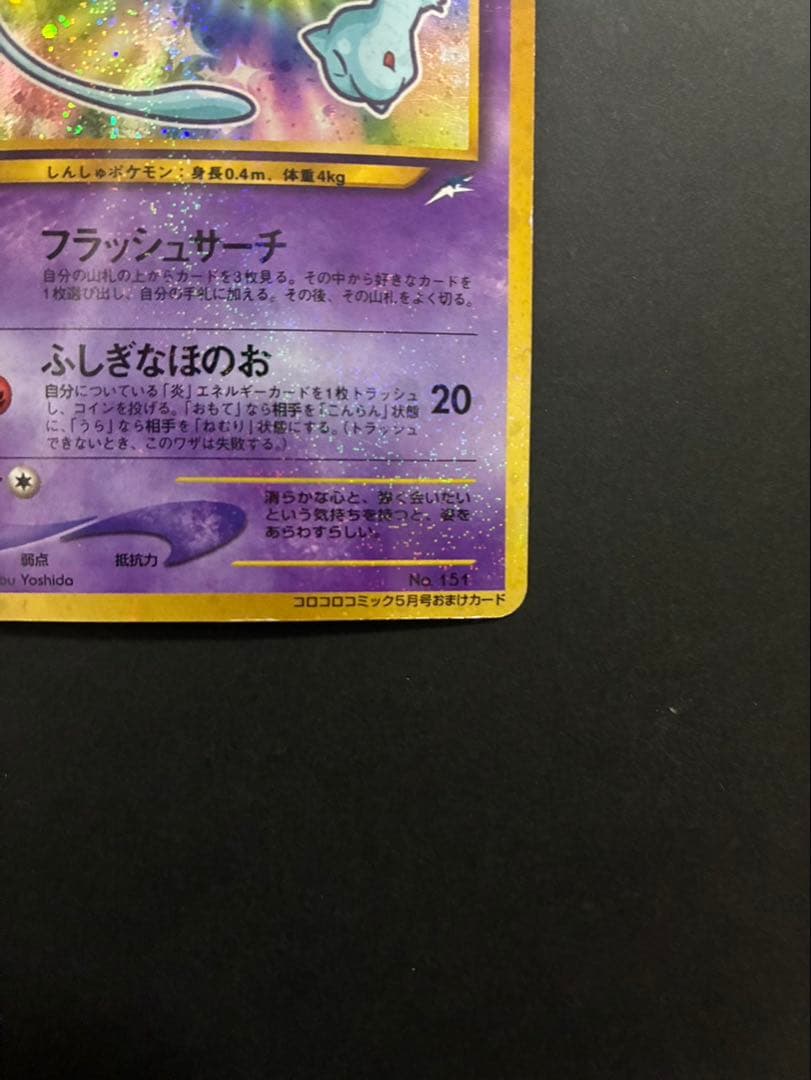 しんしゅポケモン：身長0.4m、体重4kg
フラッシュサーチ
自分の山札の上からカードを3枚見る。その中から好きなカードを
1枚選び出し、自分の手札に加える。その後、その山札をよく切る。
ふしぎなほのお
自分についている「炎」エネルギーカードを1枚トラッシュ
し、コインを投げる。「おもて」なら相手を「こんらん」状態
に、「うら」なら相手を「ねむり」状態にする。（トラッシュ
できないとき、このワザは失敗する。）
20
清らかな心と、強く会いたい
という気持ちを持つと、姿を
あらわすらしい。
弱点 抵抗力
bu Yoshida
No. 151
コロコロコミック5月号おまけカード